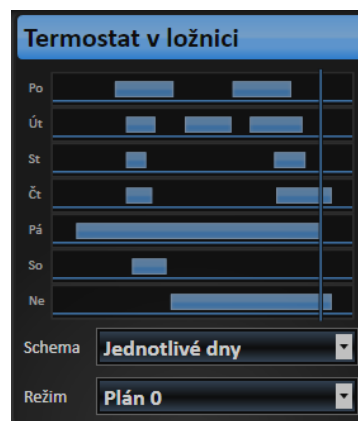 Termostat v ložnici
Po
Út
St
Čt
Pá
So
Ne
Schema Jednotlivé dny
Režim Plán 0